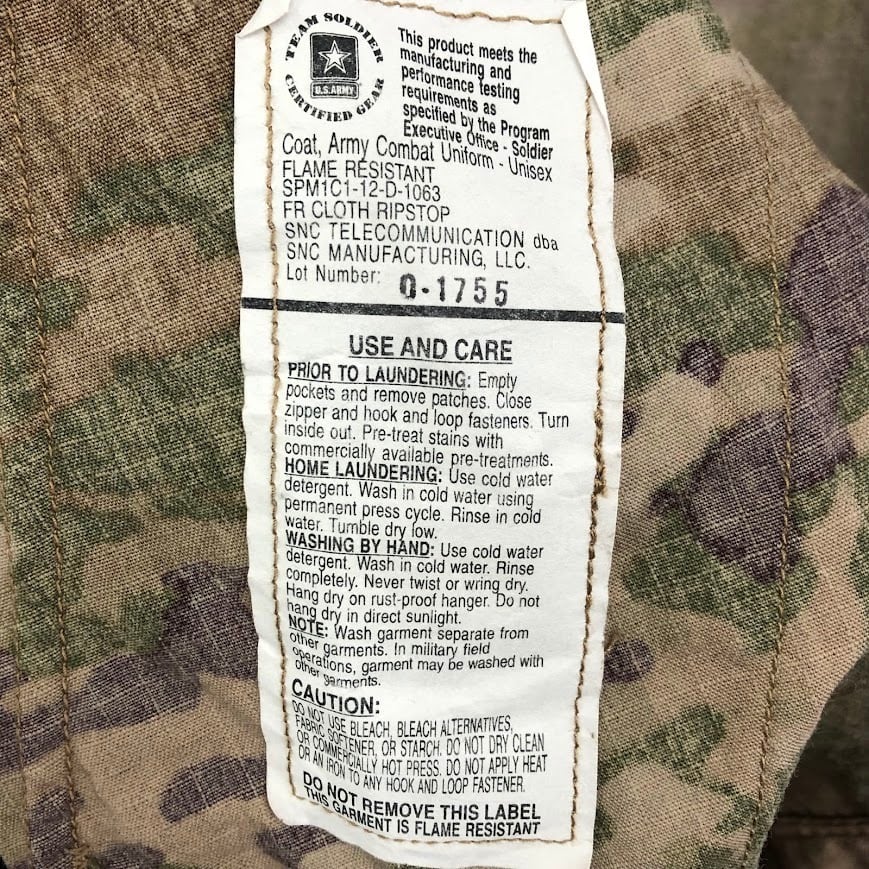 TEAM SOLDIER
U.S. ARMY
CERTIFIED GEAR
This product meets the
manufacturing and
performance testing
requirements as
specified by the Program
Executive Office - Soldier
Coat, Army Combat Uniform - Unisex
FLAME RESISTANT
SPM1C1-12-D-1063
FR CLOTH RIPSTOP
SNC TELECOMMUNICATION dba
SNC MANUFACTURING, LLC.
Lot Number: 0-1755
USE AND CARE
PRIOR TO LAUNDERING: Empty
pockets and remove patches. Close
zipper and hook and loop fasteners. Turn
inside out. Pre-treat stains with
commercially available pre-treatments.
HOME LAUNDERING: Use cold water
detergent. Wash in cold water using
permanent press cycle. Rinse in cold
water. Tumble dry low.
WASHING BY HAND: Use cold water
detergent. Wash in cold water. Rinse
completely. Never twist or wring dry.
Hang dry on rust-proof hanger. Do not
hang dry in direct sunlight.
NOTE: Wash garment separate from
other garments. In military field
operations, garment may be washed with
other garments.
CAUTION:
DO NOT USE BLEACH, BLEACH ALTERNATIVES,
FABRIC SOFTENER, OR STARCH. DO NOT DRY CLEAN
OR COMMERCIALLY HOT PRESS. DO NOT APPLY HEAT
OR AN IRON TO ANY HOOK AND LOOP FASTENER.
DO NOT REMOVE THIS LABEL
THIS GARMENT IS FLAME RESISTANT